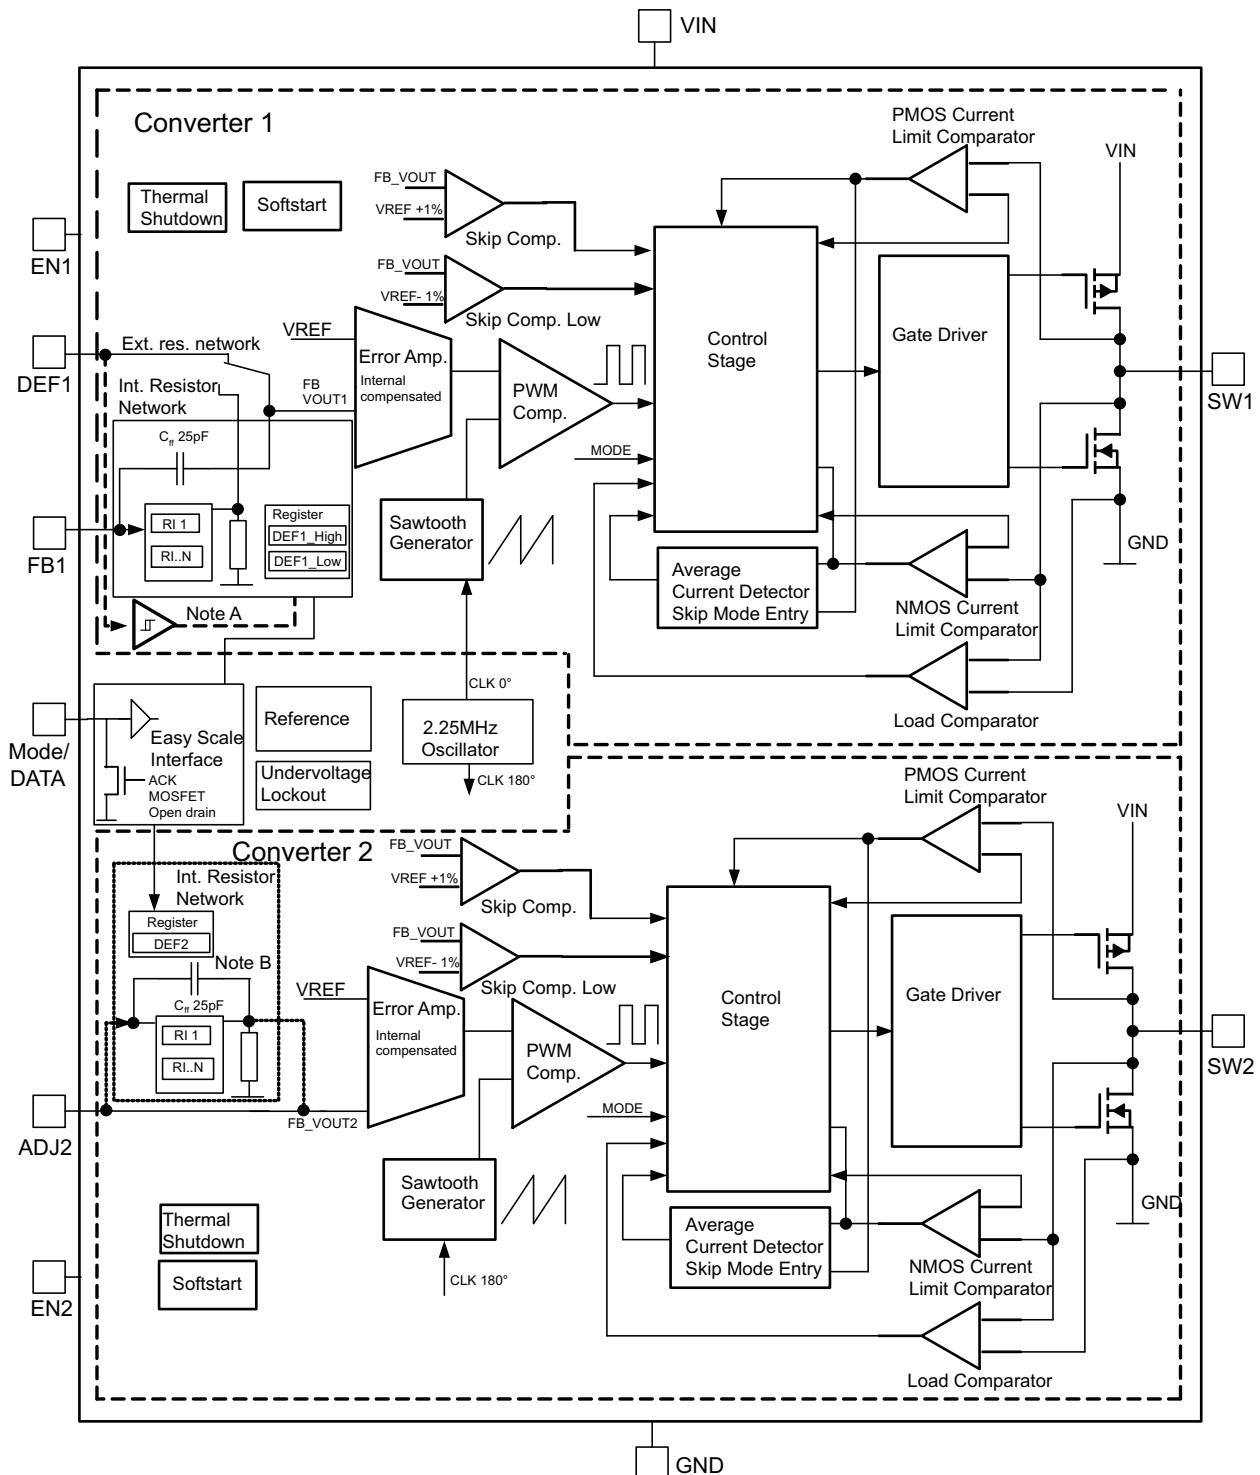 VIN
Converter 1
PMOS Current
Limit Comparator
VIN
Thermal
Shutdown
Softstart
FB_VOUT
VREF +1%
Skip Comp.
EN1
FB_VOUT
VREF- 1%
Skip Comp. Low
VREF
Control
Stage
Gate Driver
DEF1
Ext. res. network
Int. Resistor
Network
FB
VOUT1
Error Amp.
Internal
compensated
PWM
Comp.
SW1
Cff 25pF
MODE
FB1
RI 1
RI..N
Register
DEF1_High
DEF1_Low
Sawtooth
Generator
Average
Current Detector
Skip Mode Entry
GND
NMOS Current
Limit Comparator
Note A
CLK 0°
Load Comparator
Mode/
DATA
Easy Scale
Interface
ACK
MOSFET
Open drain
Reference
Undervoltage
Lockout
2.25MHz
Oscillator
CLK 180°
Converter 2
PMOS Current
Limit Comparator
VIN
FB_VOUT
VREF +1%
Skip Comp.
Int. Resistor
Network
Register
DEF2
Note B
FB_VOUT
VREF- 1%
Skip Comp. Low
VREF
Cff 25pF
RI 1
RI..N
Error Amp.
Internal
compensated
PWM
Comp.
Control
Stage
Gate Driver
SW2
ADJ2
FB_VOUT2
MODE
Sawtooth
Generator
CLK 180°
Average
Current Detector
Skip Mode Entry
GND
NMOS Current
Limit Comparator
Thermal
Shutdown
Softstart
EN2
Load Comparator
GND